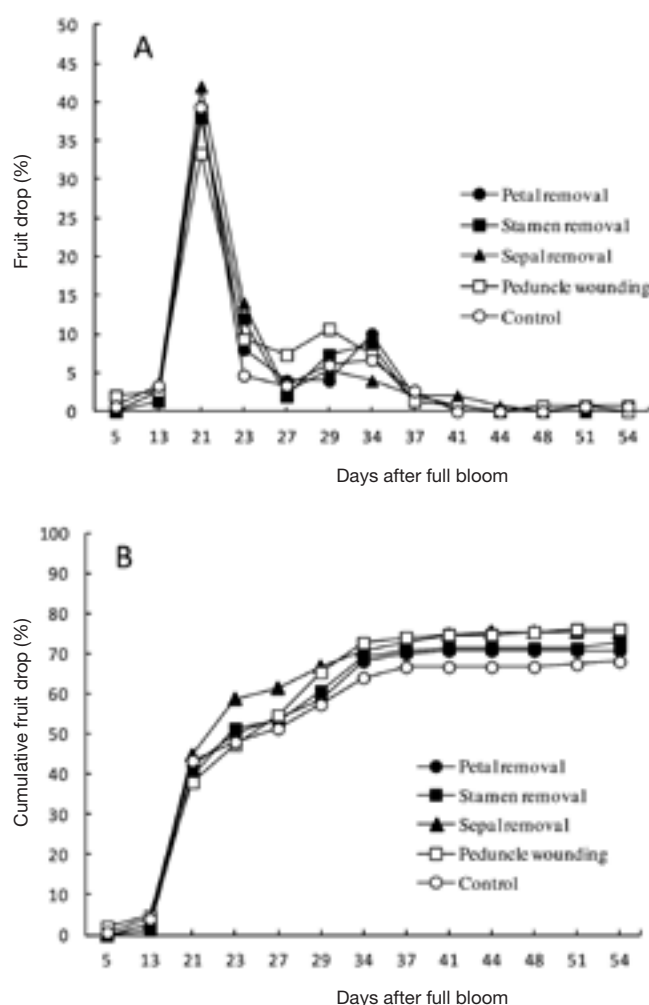 50
45
40
35
30
25
20
15
10
5
0
A
Fruit drop (%)
Petal removal
Stamen removal
Sepal removal
Peduncle wounding
Control
5 13 21 23 27 29 34 37 41 44 48 51 54
Days after full bloom
100
90
80
70
60
50
40
30
20
10
0
B
Cumulative fruit drop (%)
Petal removal
Stamen removal
Sepal removal
Peduncle wounding
Control
5 13 21 23 27 29 34 37 41 44 48 51 54
Days after full bloom